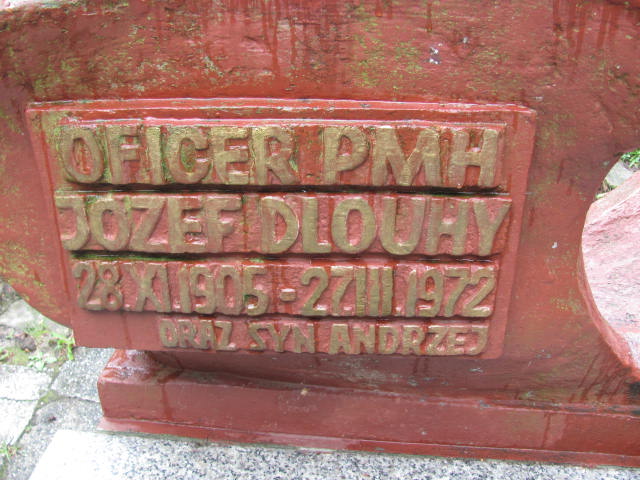 OFICER PMH
JÓZEF DLOUHY
28.XI.1905 - 27.III.1972
ORAZ SYN ANDRZEJ